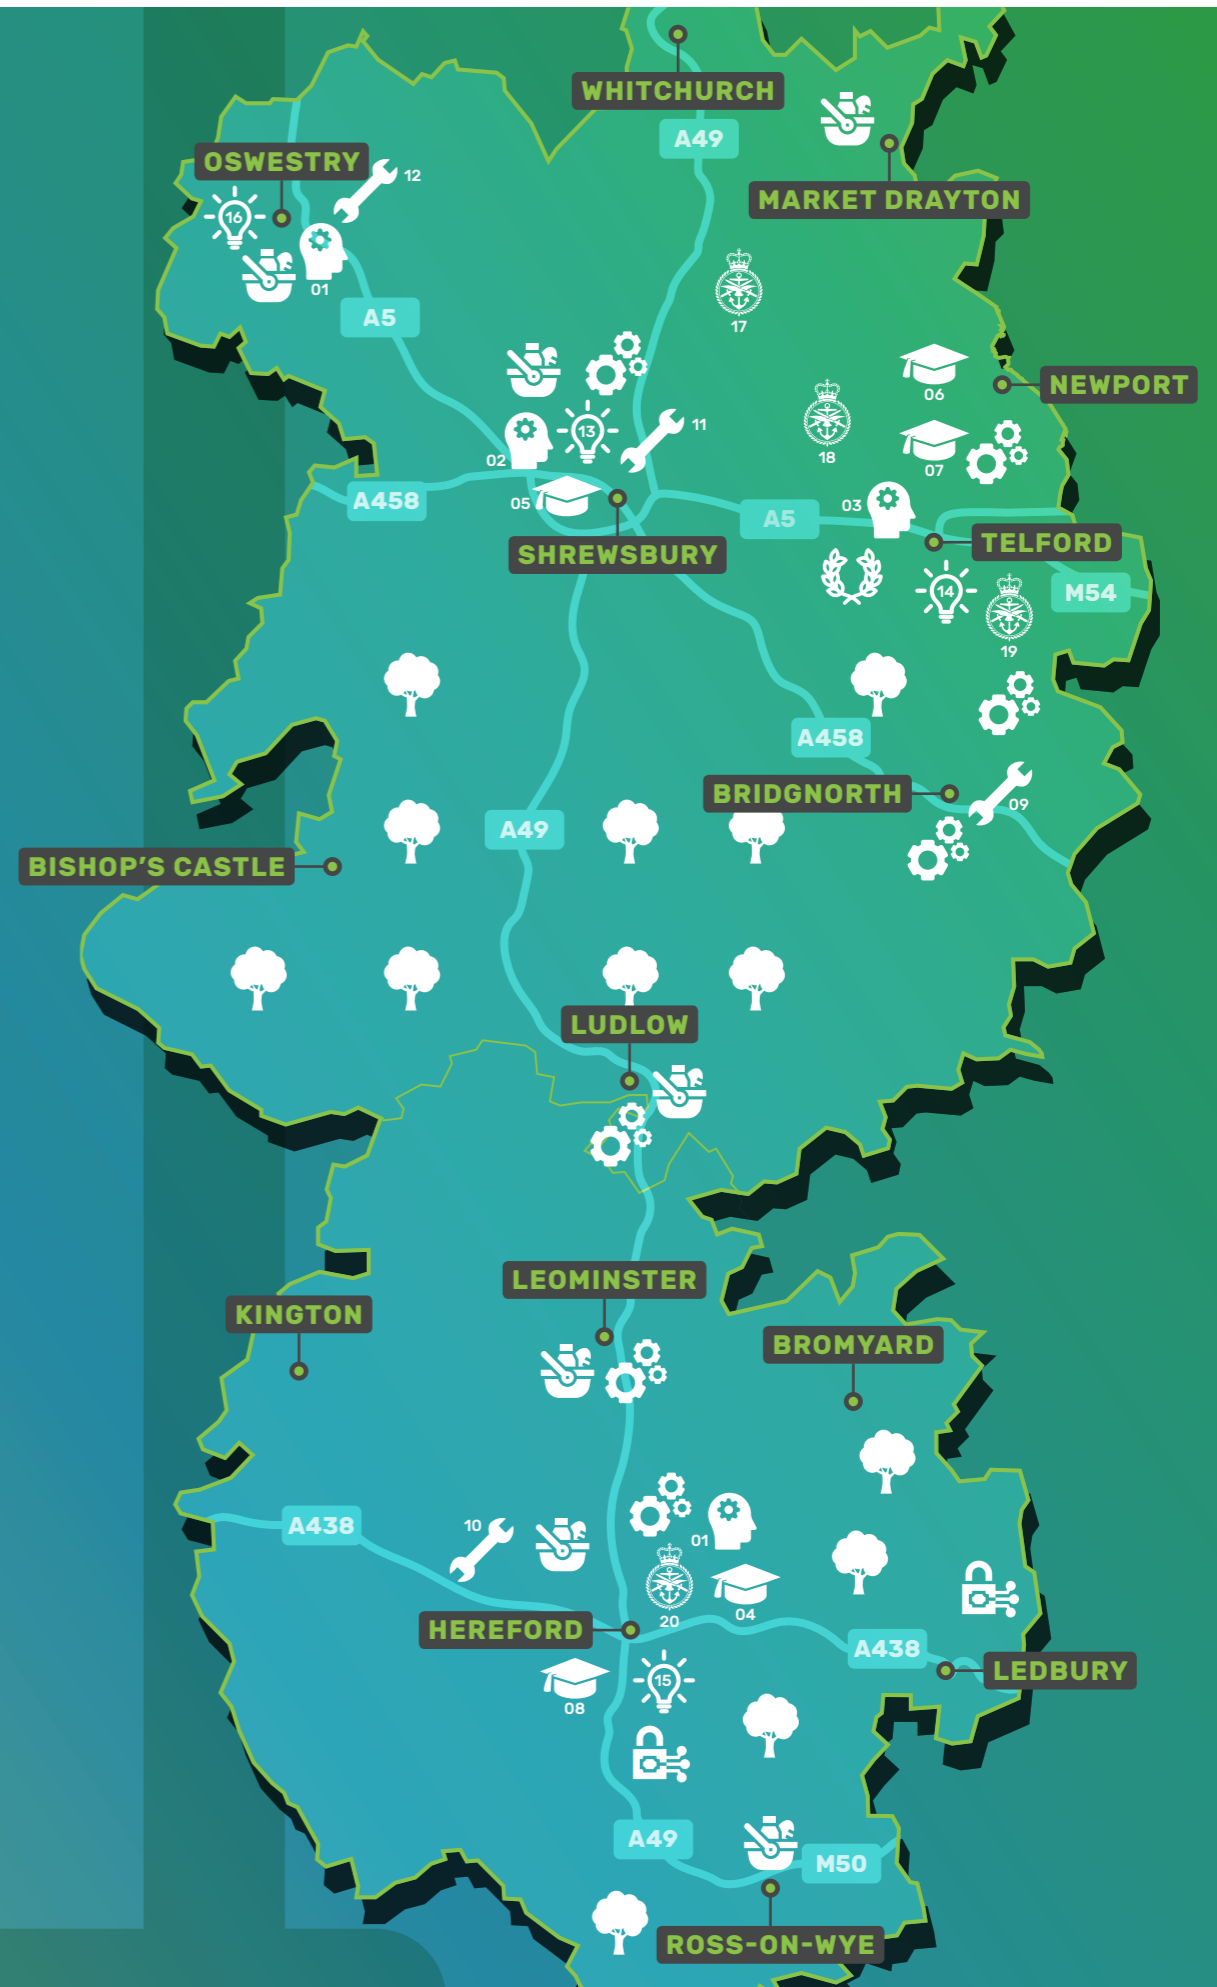 WHITCHURCH
A49
OSWESTRY
12
MARKET DRAYTON
16
01
A5
17
NEWPORT
06
11
13
18
02
07
A458
05
A5
03
SHREWSBURY
TELFORD
14
M54
19
A458
BRIDGNORTH
09
A49
BISHOP'S CASTLE
LUDLOW
LEOMINSTER
KINGTON
BROMYARD
A438
10
01
20
04
HEREFORD
A438
LEDBURY
15
08
A49
M50
ROSS-ON-WYE